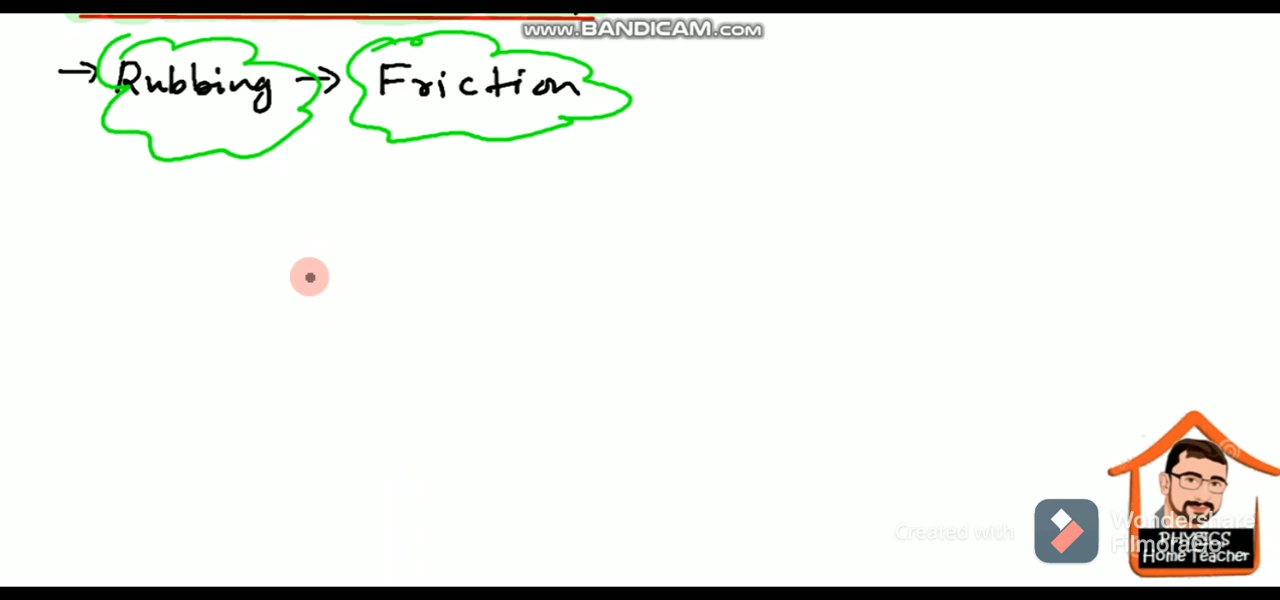 www.BANDICAM.com
→ Rubbing → Friction
Created with
Wondershare
Filmora
PHYSICS
Home Teacher